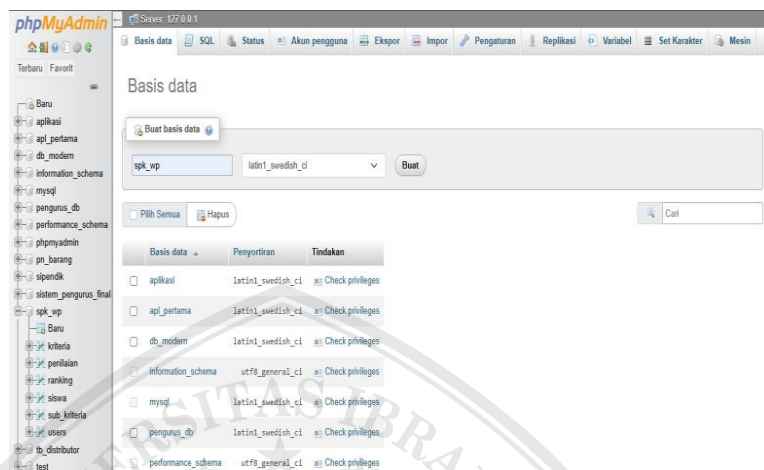 phpMyAdmin
Terbaru Favorit
Baru
aplikasi
apl_pertama
db_modern
information_schema
mysql
pengurus_db
performance_schema
phpmyadmin
pn_barang
sipendik
sistem_pengurus_final
spk_wp
Baru
kriteria
penilaian
ranking
siswa
sub_kriteria
users
tb_distributor
test
Server: 127.0.0.1
Basis data SQL Status Akun pengguna Ekspor Impor Pengaturan Replikasi Variabel Set Karakter Mesin
Basis data
Buat basis data
spk_wp latin1_swedish_ci Buat
Pilih Semua Hapus Cari
Basis data Penyortiran Tindakan
aplikasi latin1_swedish_ci Check privileges
apl_pertama latin1_swedish_ci Check privileges
db_modern latin1_swedish_ci Check privileges
information_schema utf8_general_ci Check privileges
mysql latin1_swedish_ci Check privileges
pengurus_db latin1_swedish_ci Check privileges
performance_schema utf8_general_ci Check privileges